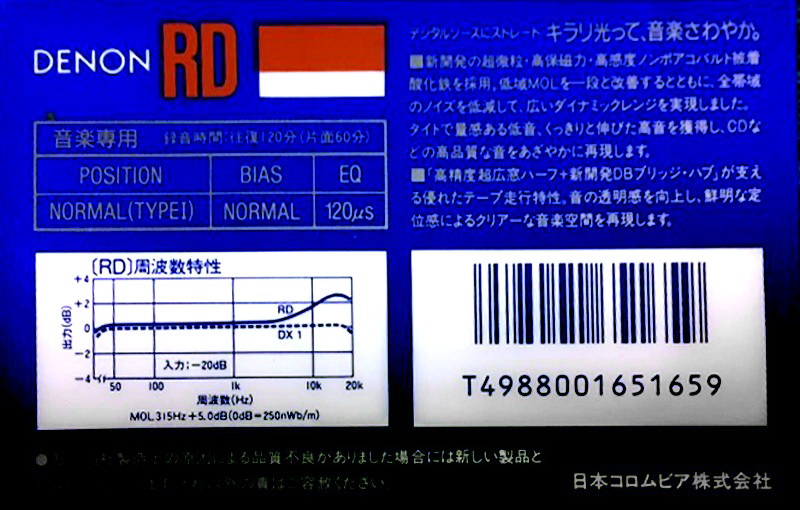 DENON RD
音楽専用 録音時間:往復120分(片面60分)
POSITION BIAS EQ
NORMAL(TYPEI) NORMAL 120μs
デジタルソースにストレート キラリ光って、音楽さわやか。
■新開発の超微粒・高保磁力・高感度ノンポアコバルト被着
酸化鉄を採用。低域MOLを一段と改善するとともに、全帯域
のノイズを低減して、広いダイナミックレンジを実現しました。
タイトで量感ある低音、くっきりと伸びた高音を獲得し、CDな
どの高品質な音をあざやかに再現します。
■「高精度超広窓ハーフ+新開発DBブリッジ・ハブ」が支え
る優れたテープ走行特性。音の透明感を向上し、鮮明な定
位感によるクリアーな音楽空間を再現します。
〔RD〕周波数特性
出力(dB)
+4
+2
0
-2
-4
RD
DX 1
入力:-20dB
50 100 1k 10k 20k
周波数(Hz)
MOL 315Hz+5.0dB(0dB=250nWb/m)
T4988001651659
による品質不良がありました場合には新しい製品と
はご容赦ください。
日本コロムビア株式会社